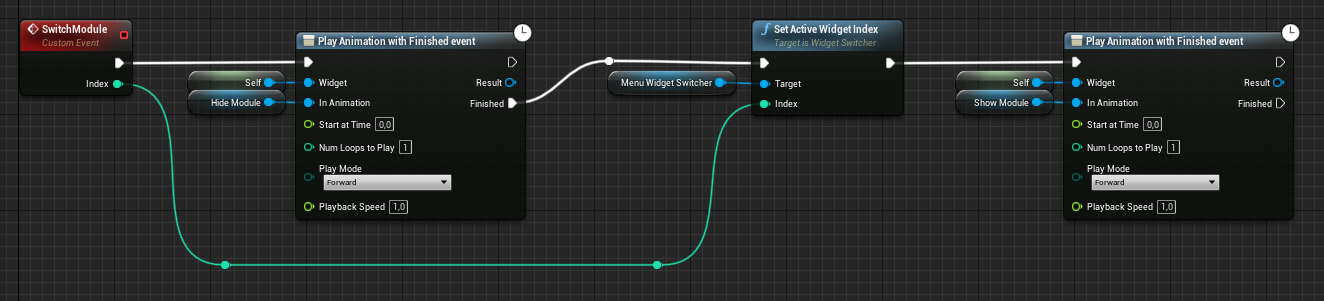 SwitchModule
Custom Event
Index
Self
Hide Module
Play Animation with Finished event
Widget
Result
In Animation
Finished
Start at Time 0,0
Num Loops to Play 1
Play Mode
Forward
Playback Speed 1,0
Menu Widget Switcher
Set Active Widget Index
Target is Widget Switcher
Target
Index
Self
Show Module
Play Animation with Finished event
Widget
Result
In Animation
Finished
Start at Time 0,0
Num Loops to Play 1
Play Mode
Forward
Playback Speed 1,0